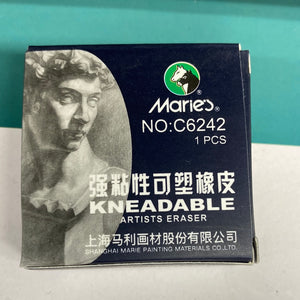 Marie's
NO:C6242
1 PCS
强粘性可塑橡皮
KNEADABLE
ARTISTS ERASER
上海马利画材股份有限公司
SHANGHAI MARIE PAINTING MATERIALS CO.,LTD.